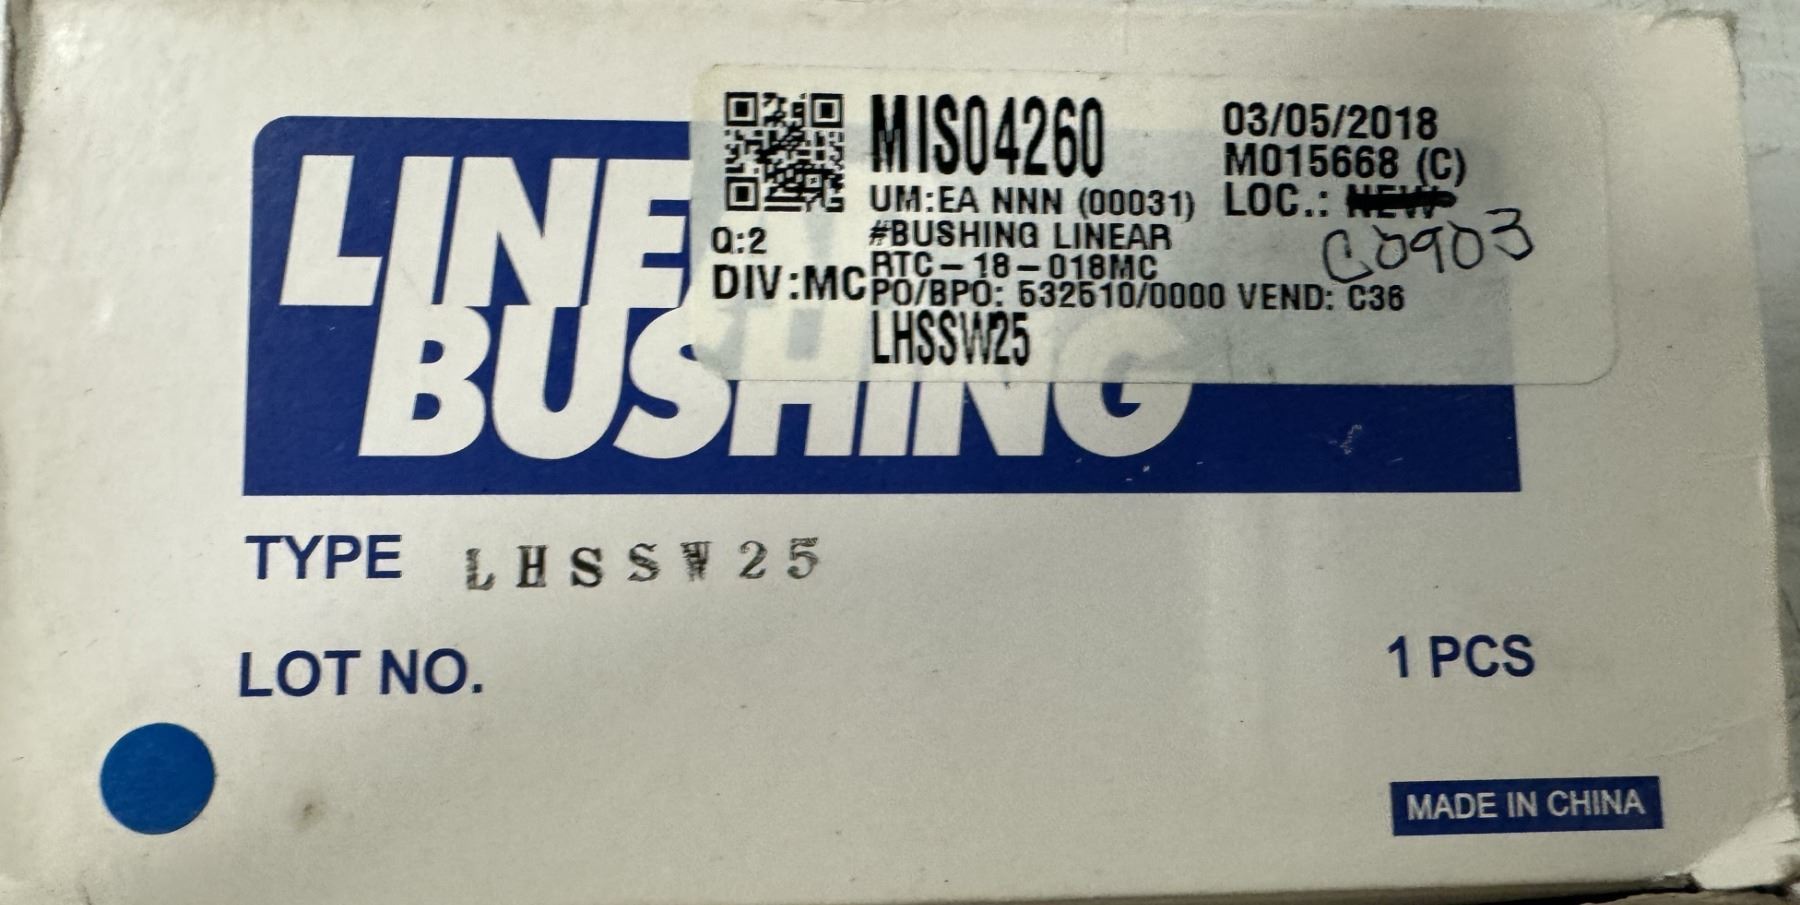 LINE
BUSHING
MIS04260
03/05/2018
M015668 (C)
UM:EA NNN (00031)
LOC.: NEW
C0903
Q:2
#BUSHING LINEAR
RTC-18-018MC
DIV:MC
PO/BPO: 532510/0000 VEND: C36
LHSSW25
TYPE LHSSW25
LOT NO.
1 PCS
MADE IN CHINA